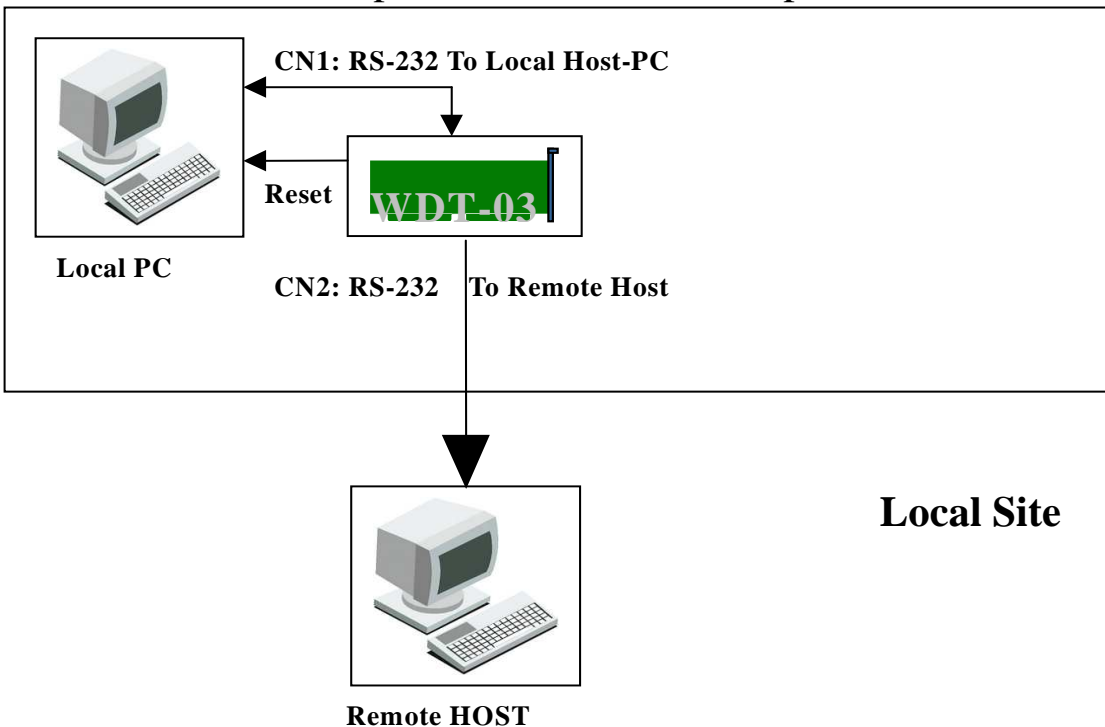 CN1: RS-232 To Local Host-PC
Reset
WDT-03
Local PC
CN2: RS-232 To Remote Host
Local Site
Remote HOST